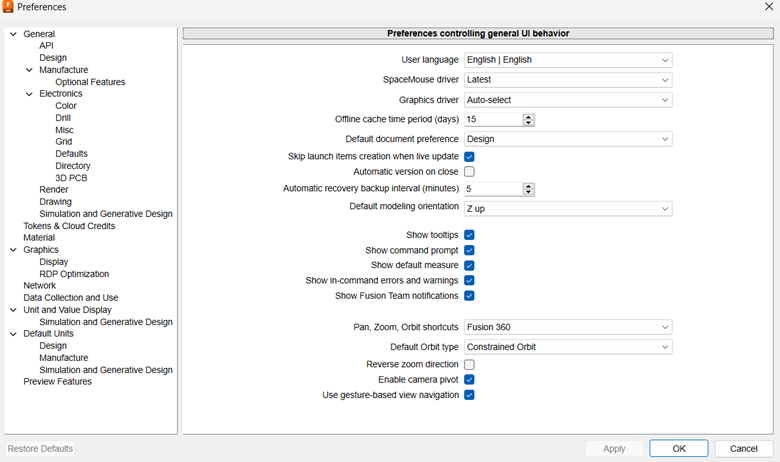 Preferences
General
API
Design
Manufacture
Optional Features
Electronics
Color
Drill
Misc
Grid
Defaults
Directory
3D PCB
Render
Drawing
Simulation and Generative Design
Tokens & Cloud Credits
Material
Graphics
Display
RDP Optimization
Network
Data Collection and Use
Unit and Value Display
Simulation and Generative Design
Default Units
Design
Manufacture
Simulation and Generative Design
Preview Features
Preferences controlling general UI behavior
User language English | English
SpaceMouse driver Latest
Graphics driver Auto-select
Offline cache time period (days) 15
Default document preference Design
Skip launch items creation when live update
Automatic version on close
Automatic recovery backup interval (minutes) 5
Default modeling orientation Z up
Show tooltips
Show command prompt
Show default measure
Show in-command errors and warnings
Show Fusion Team notifications
Pan, Zoom, Orbit shortcuts Fusion 360
Default Orbit type Constrained Orbit
Reverse zoom direction
Enable camera pivot
Use gesture-based view navigation
Restore Defaults Apply OK Cancel